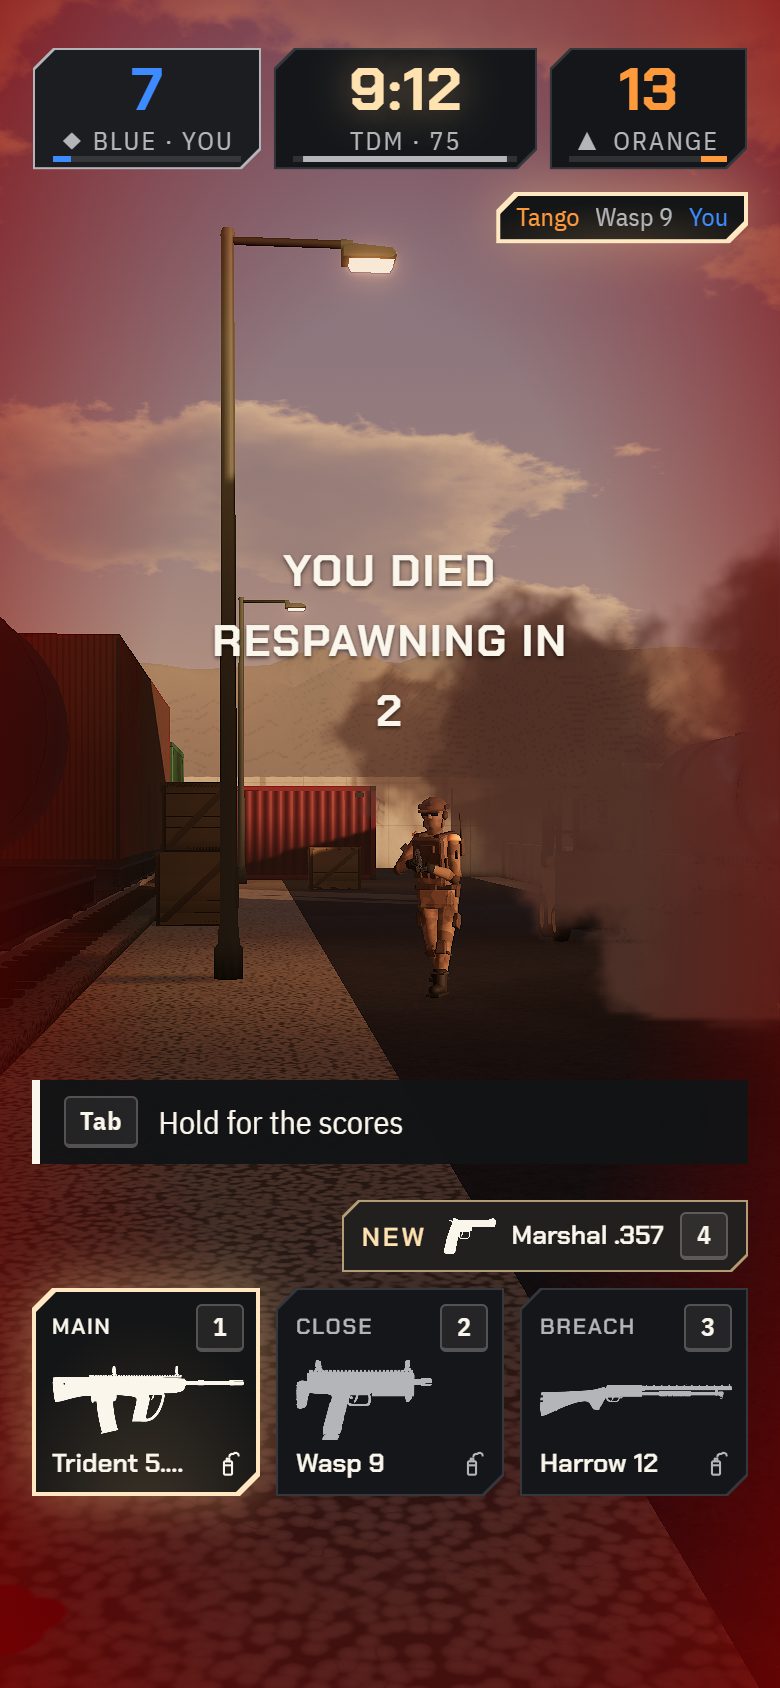 7
BLUE · YOU
9:12
TDM · 75
13
ORANGE
Tango Wasp 9 You
YOU DIED
RESPAWNING IN
2
Tab Hold for the scores
NEW Marshal .357 4
MAIN 1
Trident 5....
CLOSE 2
Wasp 9
BREACH 3
Harrow 12